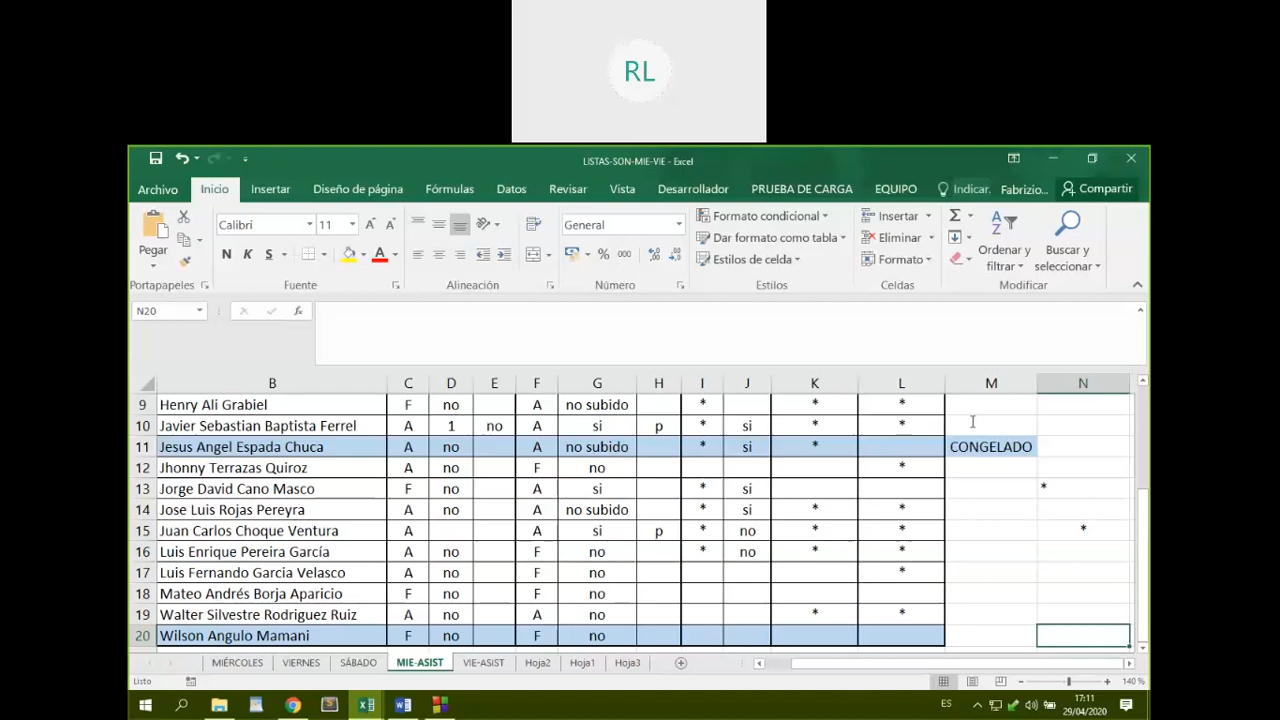 RL
LISTAS-SON-MIE-VIE - Excel
Archivo Inicio Insertar Diseño de página Fórmulas Datos Revisar Vista Desarrollador PRUEBA DE CARGA EQUIPO Indicar. Fabrizio... Compartir
Pegar
Calibri 11
N K S
General
% 000
Formato condicional
Dar formato como tabla
Estilos de celda
Insertar
Eliminar
Formato
Σ
Ordenar y filtrar
Buscar y seleccionar
Portapapeles Fuente Alineación Número Estilos Celdas Modificar
N20 fx
B C D E F G H I J K L M N
9 Henry Ali Grabiel F no A no subido * * *
10 Javier Sebastian Baptista Ferrel A 1 no A si p * si * *
11 Jesus Angel Espada Chuca A no A no subido * si * CONGELADO
12 Jhonny Terrazas Quiroz A no F no *
13 Jorge David Cano Masco F no A si * si *
14 Jose Luis Rojas Pereyra A no A no subido * si * *
15 Juan Carlos Choque Ventura A A si p * no * * *
16 Luis Enrique Pereira García A no F no * no * *
17 Luis Fernando Garcia Velasco A no F no *
18 Mateo Andrés Borja Aparicio F no F no
19 Walter Silvestre Rodriguez Ruiz A no A no * *
20 Wilson Angulo Mamani F no F no
MIÉRCOLES VIERNES SÁBADO MIE-ASIST VIE-ASIST Hoja2 Hoja1 Hoja3
Listo 140 %
ES 17:11
29/04/2020